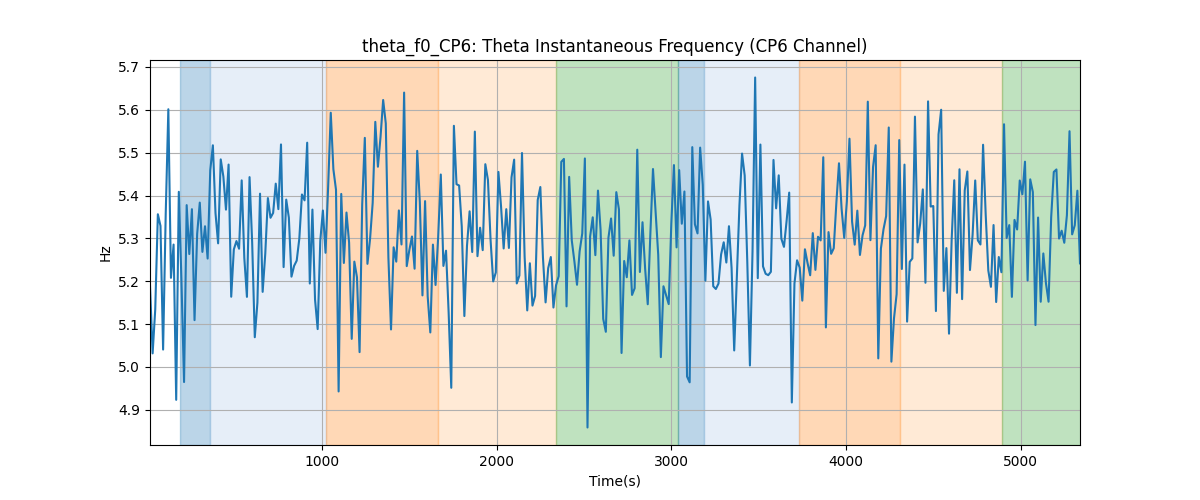 theta_f0_CP6: Theta Instantaneous Frequency (CP6 Channel)
5.7
5.6
5.5
5.4
5.3
5.2
5.1
5.0
4.9
Hz
1000 2000 3000 4000 5000
Time(s)